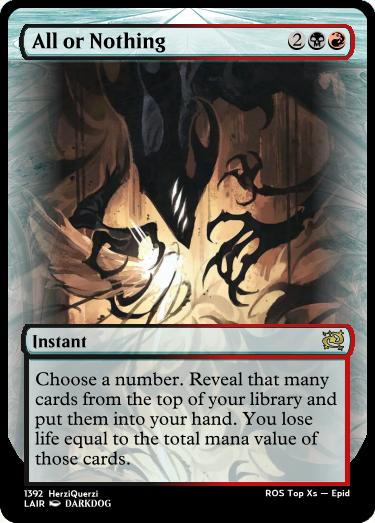 All or Nothing 2
Instant
Choose a number. Reveal that many
cards from the top of your library and
put them into your hand. You lose
life equal to the total mana value of
those cards.
1392 HerziQuerzi ROS Top Xs — Epid
LAIR DARKDOG